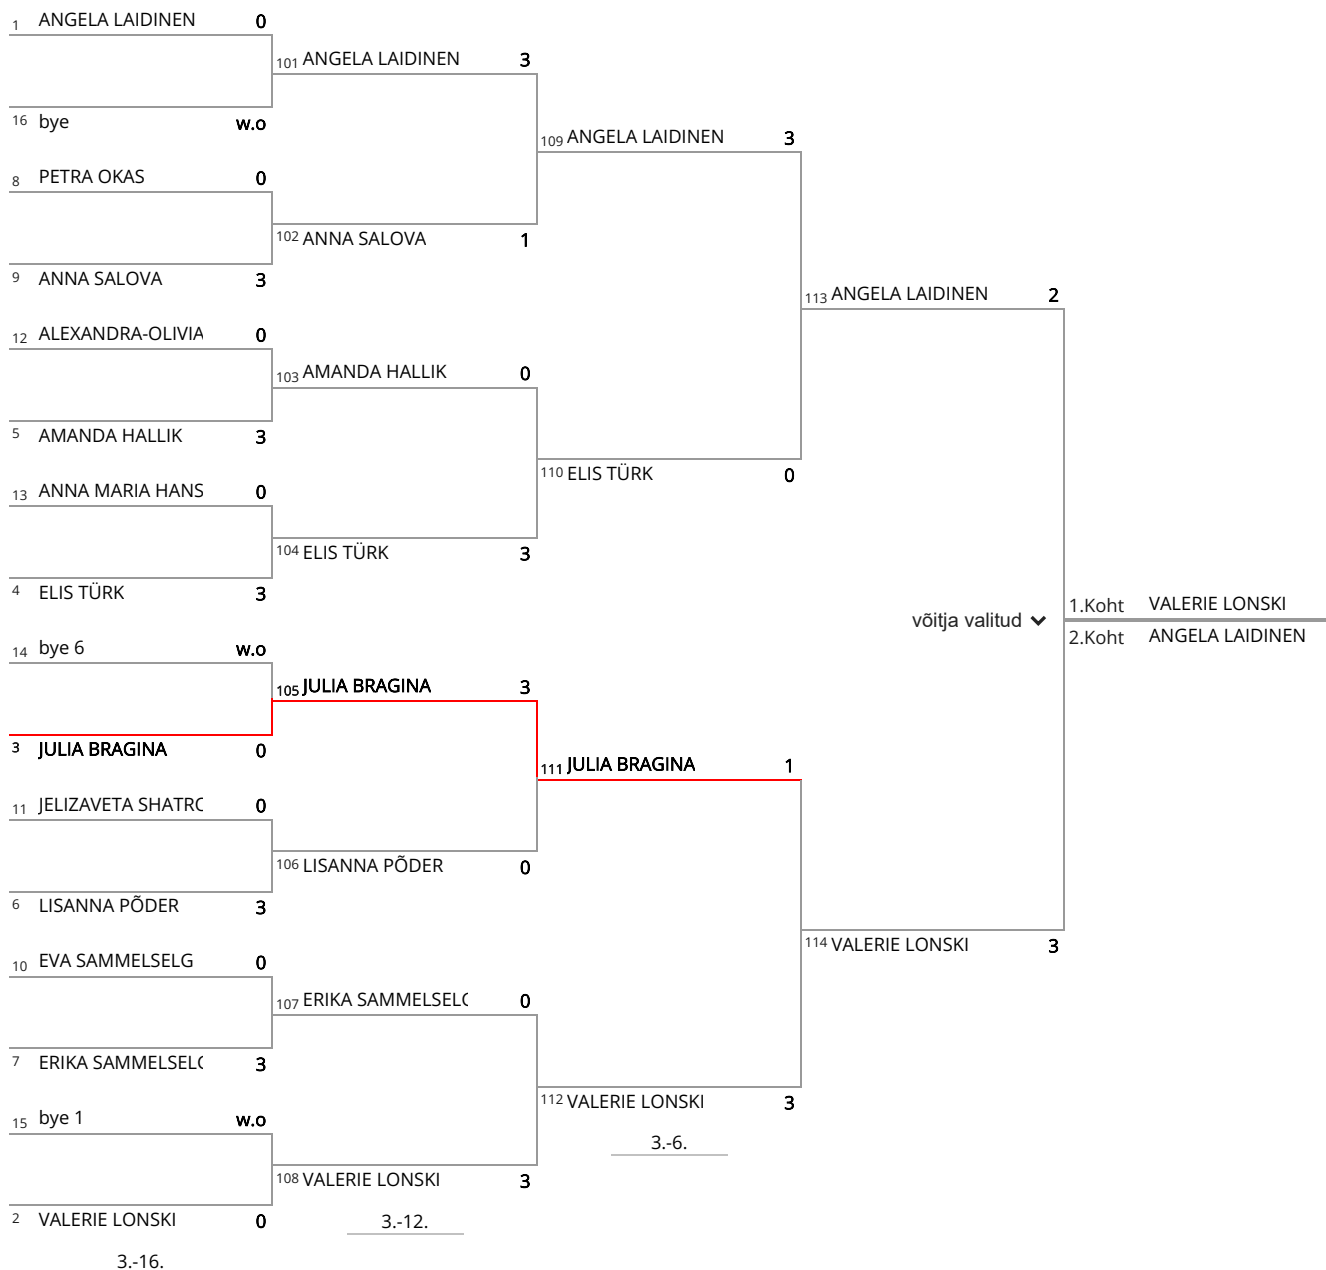 1 ANGELA LAIDINEN 0
101 ANGELA LAIDINEN 3
16 bye w.o
109 ANGELA LAIDINEN 3
8 PETRA OKAS 0
102 ANNA SALOVA 1
9 ANNA SALOVA 3
113 ANGELA LAIDINEN 2
12 ALEXANDRA-OLIVIA 0
103 AMANDA HALLIK 0
5 AMANDA HALLIK 3
110 ELIS TÜRK 0
13 ANNA MARIA HANS 0
104 ELIS TÜRK 3
4 ELIS TÜRK 3
1.Koht VALERIE LONSKI
võitja valitud
2.Koht ANGELA LAIDINEN
14 bye 6 w.o
105 JULIA BRAGINA 3
3 JULIA BRAGINA 0
111 JULIA BRAGINA 1
11 JELIZAVETA SHATRO 0
106 LISANNA PÕDER 0
6 LISANNA PÕDER 3
114 VALERIE LONSKI 3
10 EVA SAMMELSELG 0
107 ERIKA SAMMELSELG 0
7 ERIKA SAMMELSELG 3
112 VALERIE LONSKI 3
15 bye 1 w.o
3.-6.
108 VALERIE LONSKI 3
2 VALERIE LONSKI 0
3.-12.
3.-16.